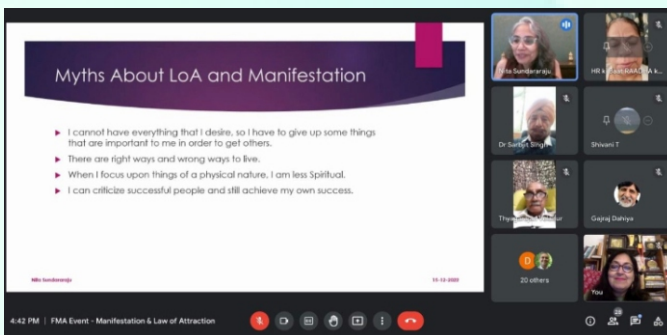 Myths About LoA and Manifestation
I cannot have everything that I desire, so I have to give up some things
that are important to me in order to get others.
There are right ways and wrong ways to live.
When I focus upon things of a physical nature, I am less Spiritual.
I can criticize successful people and still achieve my own success.
Nita Sundararaju
Nita Sundararaju
Dr Sarbjit Singh
Shivani T
Gajraj Dahiya
D
20 others
You
4:42 PM | FMA Event - Manifestation & Law of Attraction